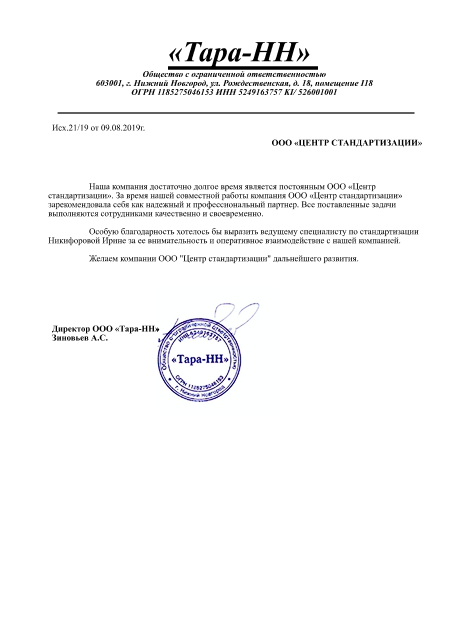 «Тара-НН»
Общество с ограниченной ответственностью
603001, г. Нижний Новгород, ул. Рождественская, д. 18, помещение 118
ОГРН 1185275046153 ИНН 5249163757 КІ/ 526001001
Исх.21/19 от 09.08.2019г.
ООО «ЦЕНТР СТАНДАРТИЗАЦИИ»
Наша компания достаточно долгое время является постоянным ООО «Центр
стандартизации». За время нашей совместной работы компания ООО «Центр стандартизации»
зарекомендовала себя как надежный и профессиональный партнер. Все поставленные задачи
выполняются сотрудниками качественно и своевременно.
Особую благодарность хотелось бы выразить ведущему специалисту по стандартизации
Никифоровой Ирине за ее внимательность и оперативное взаимодействие с нашей компанией.
Желаем компании ООО "Центр стандартизации" дальнейшего развития.
Директор ООО «Тара-НН»
Зиновьев А.С.
Общество с ограниченной ответственностью
ИНН 5249163757
«Тара-НН»
ОГРН 1185275046153
г. Нижний Новгород